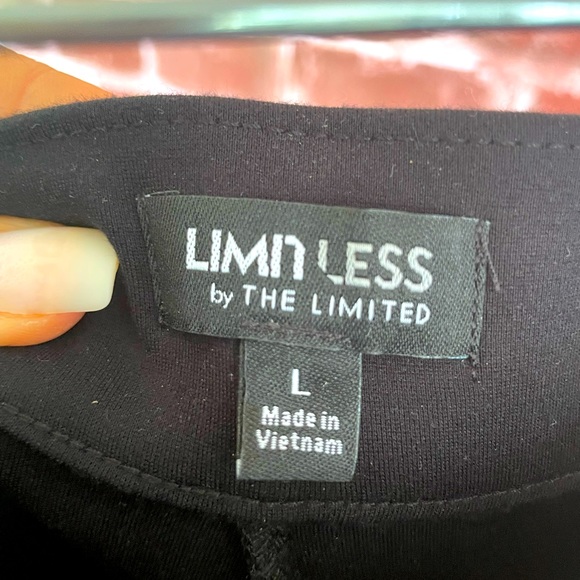 LIMITLESS
by THE LIMITED
L
Made in
Vietnam